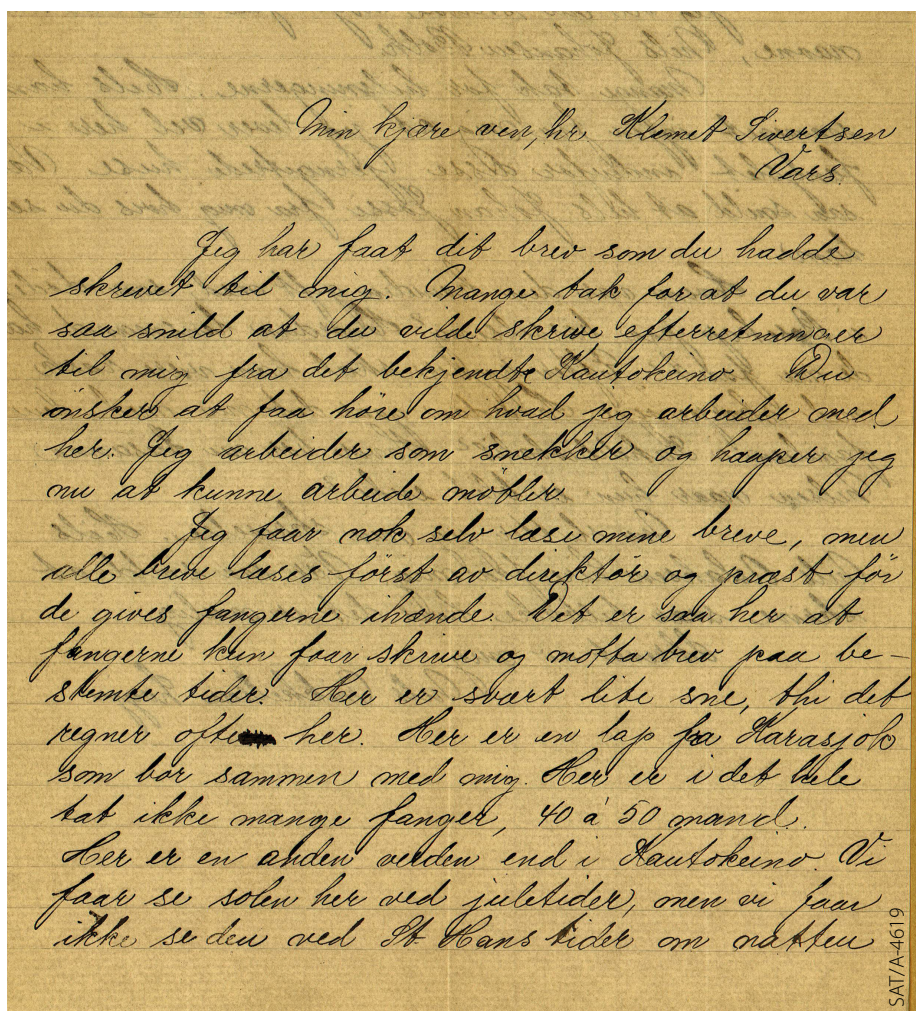 Min kjære ven, hr. Klemet Sivertsen
Vars.
Jeg har faat dit brev som du hadde
skrevet til mig. Mange tak for at du var
saa snild at du vilde skrive efterretninger
til mig fra det bekjendte Kautokeino. Du
ønsker at faa høre om hvad jeg arbeider med
her. Jeg arbeider som snekker og haaper jeg
nu at kunne arbeide møbler.
Jeg faar nok selv læse mine breve, men
alle breve læses først av direktør og præst før
de gives fangerne ihænde. Det er saa her at
fangerne kun faar skrive og motta brev paa be-
stemte tider. Her er svært lite sne, thi det
regner ofte her. Her er en lap fra Karasjok
som bor sammen med mig. Her er i det hele
tat ikke mange fanger, 40 á 50 mand.
Her er en anden verden end i Kautokeino. Vi
faar se solen her ved juletider, men vi faar
ikke se den ved St Hans tider om natten
SAT/A-4619